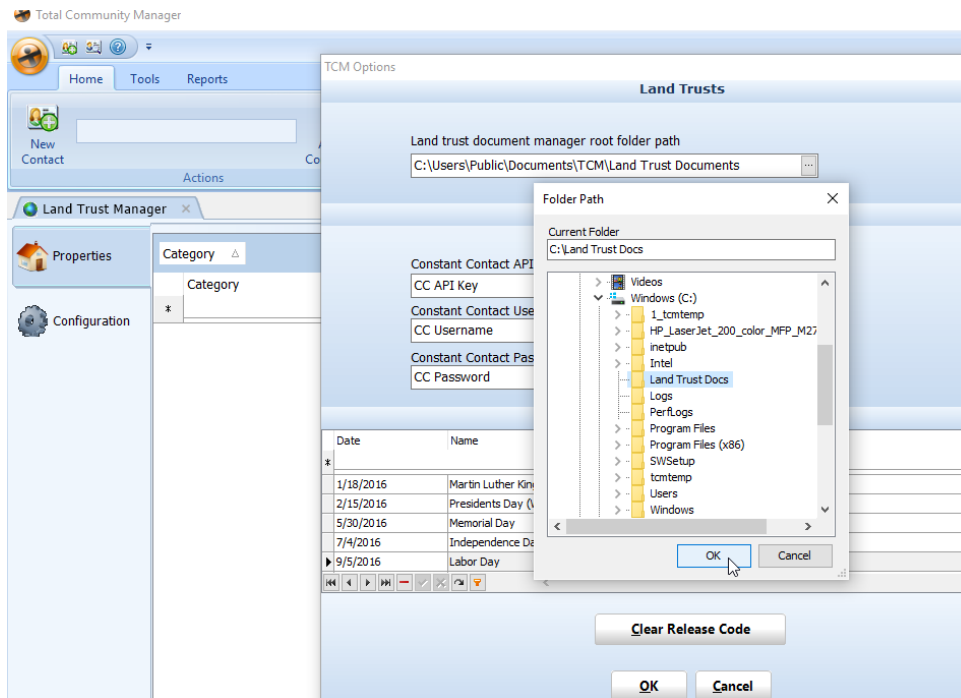 Total Community Manager
Home Tools Reports
New
Contact
Co
Actions
Land Trust Manager
Properties
Configuration
Category
Category
TCM Options
Land Trusts
Land trust document manager root folder path
C:\Users\Public\Documents\TCM\Land Trust Documents
...
Constant Contact API
CC API Key
Constant Contact Use
CC Username
Constant Contact Pas
CC Password
Date Name
1/18/2016 Martin Luther King
2/15/2016 Presidents Day (W
5/30/2016 Memorial Day
7/4/2016 Independence Da
9/5/2016 Labor Day
Clear Release Code
OK Cancel
Folder Path
Current Folder
C:\Land Trust Docs
Videos
Windows (C:)
1_tcmtemp
HP_LaserJet_200_color_MFP_M27
inetpub
Intel
Land Trust Docs
Logs
PerfLogs
Program Files
Program Files (x86)
SWSetup
tcmtemp
Users
Windows
OK Cancel